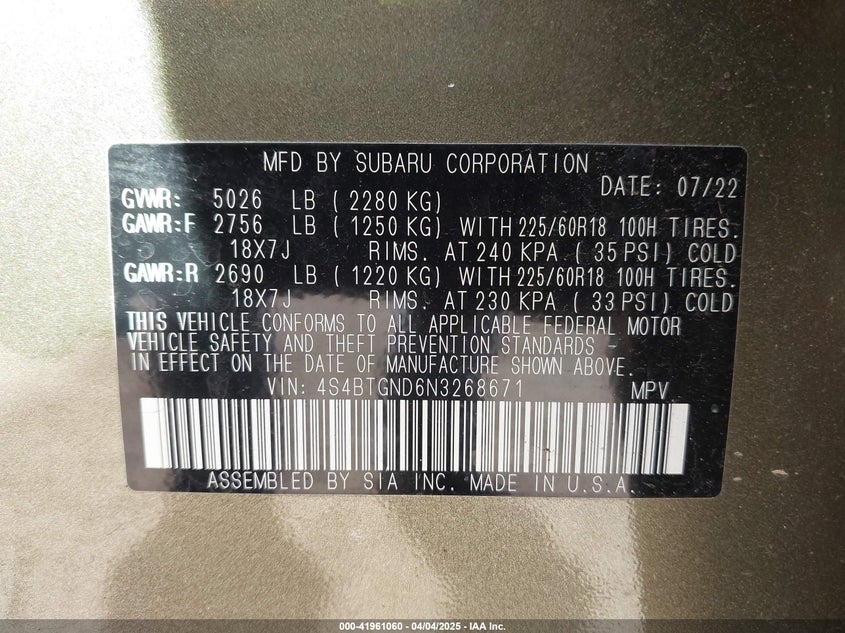 MFD BY SUBARU CORPORATION
DATE: 07/22
GVWR: 5026 LB ( 2280 KG)
GAWR:F 2756 LB ( 1250 KG) WITH 225/60R18 100H TIRES.
18X7J RIMS. AT 240 KPA ( 35 PSI) COLD
GAWR:R 2690 LB ( 1220 KG) WITH 225/60R18 100H TIRES.
18X7J RIMS. AT 230 KPA ( 33 PSI) COLD
THIS VEHICLE CONFORMS TO ALL APPLICABLE FEDERAL MOTOR
VEHICLE SAFETY AND THEFT PREVENTION STANDARDS -
IN EFFECT ON THE DATE OF MANUFACTURE SHOWN ABOVE.
VIN: 4S4BTGND6N3268671 MPV
ASSEMBLED BY SIA INC. MADE IN U.S.A.
000-41961060 - 04/04/2025 - IAA Inc.